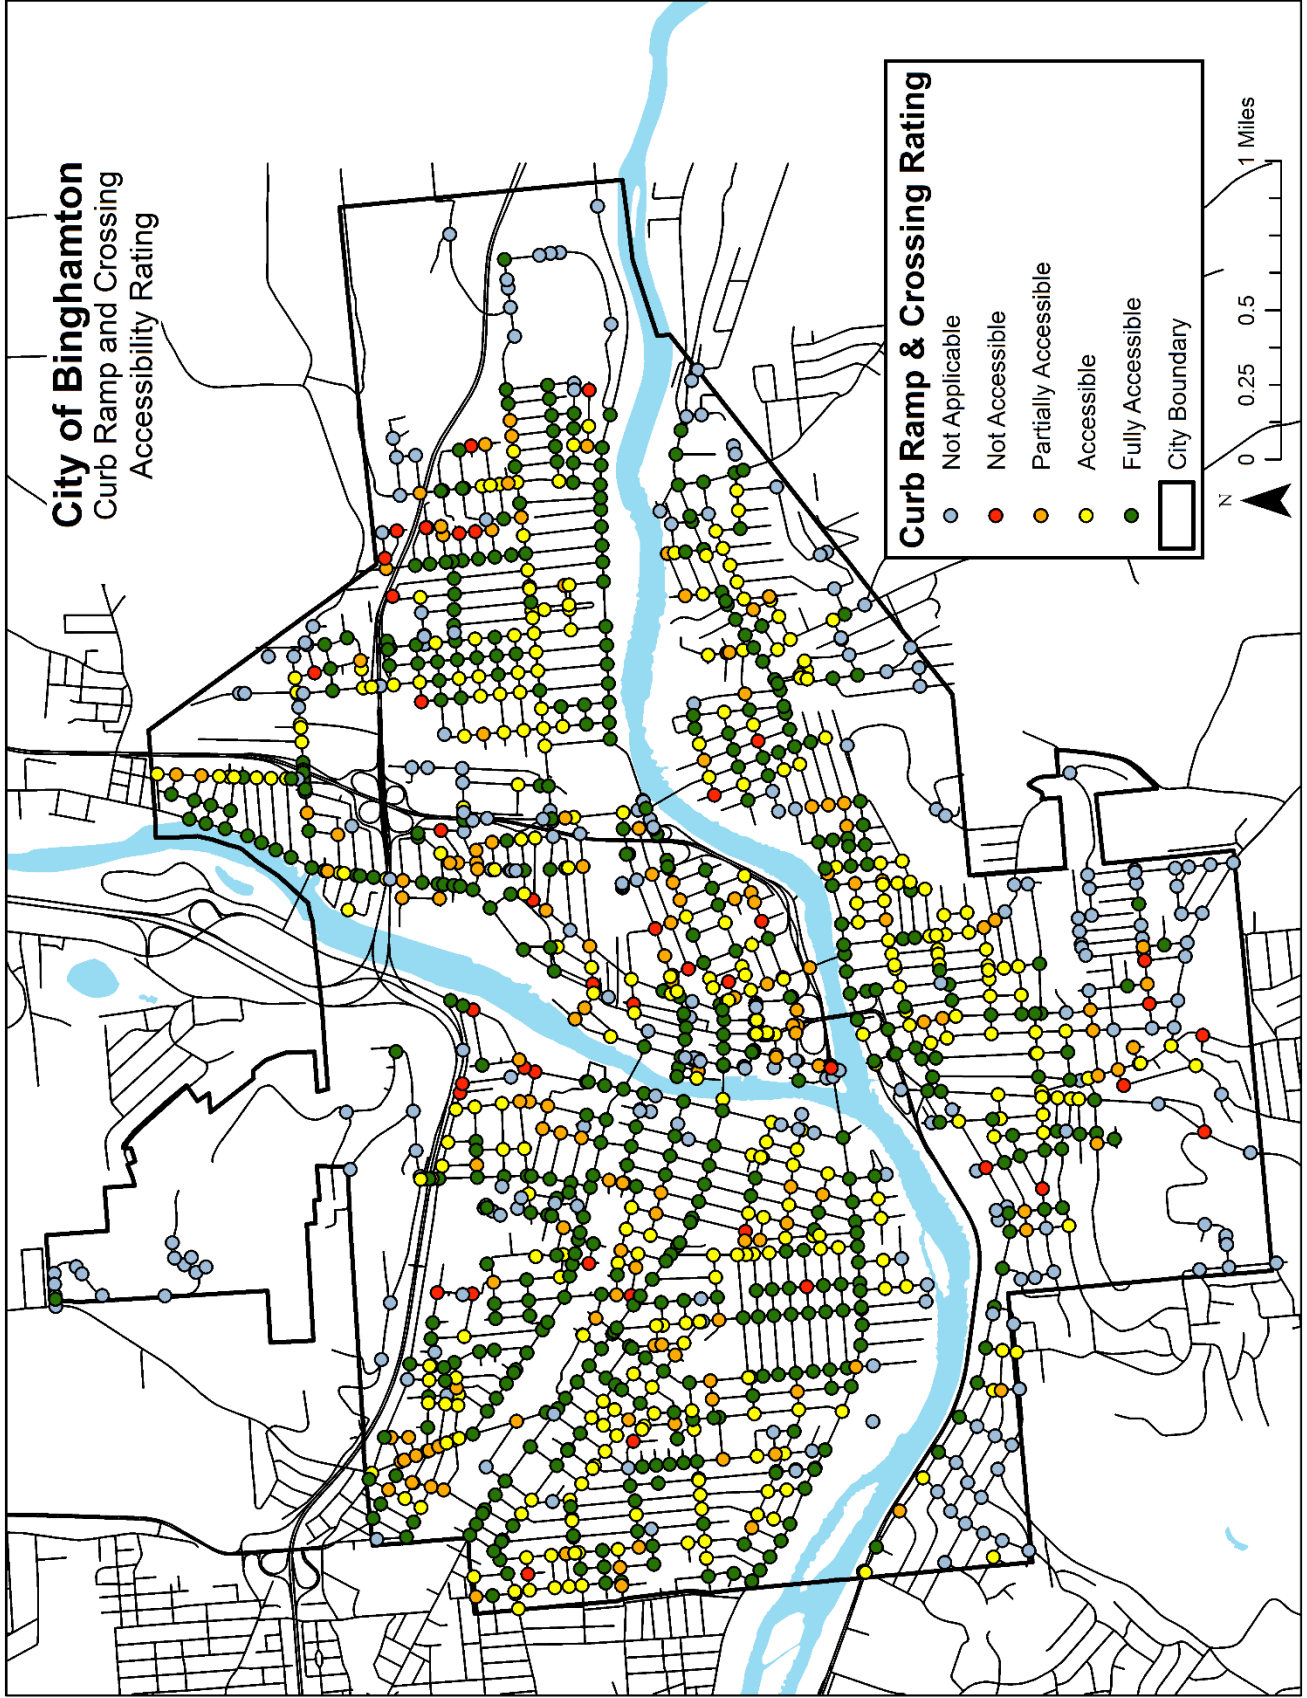 City of Binghamton
Curb Ramp and Crossing
Accessibility Rating
Curb Ramp & Crossing Rating
Not Applicable
Not Accessible
Partially Accessible
Accessible
Fully Accessible
City Boundary
N
0 0.25 0.5 1 Miles